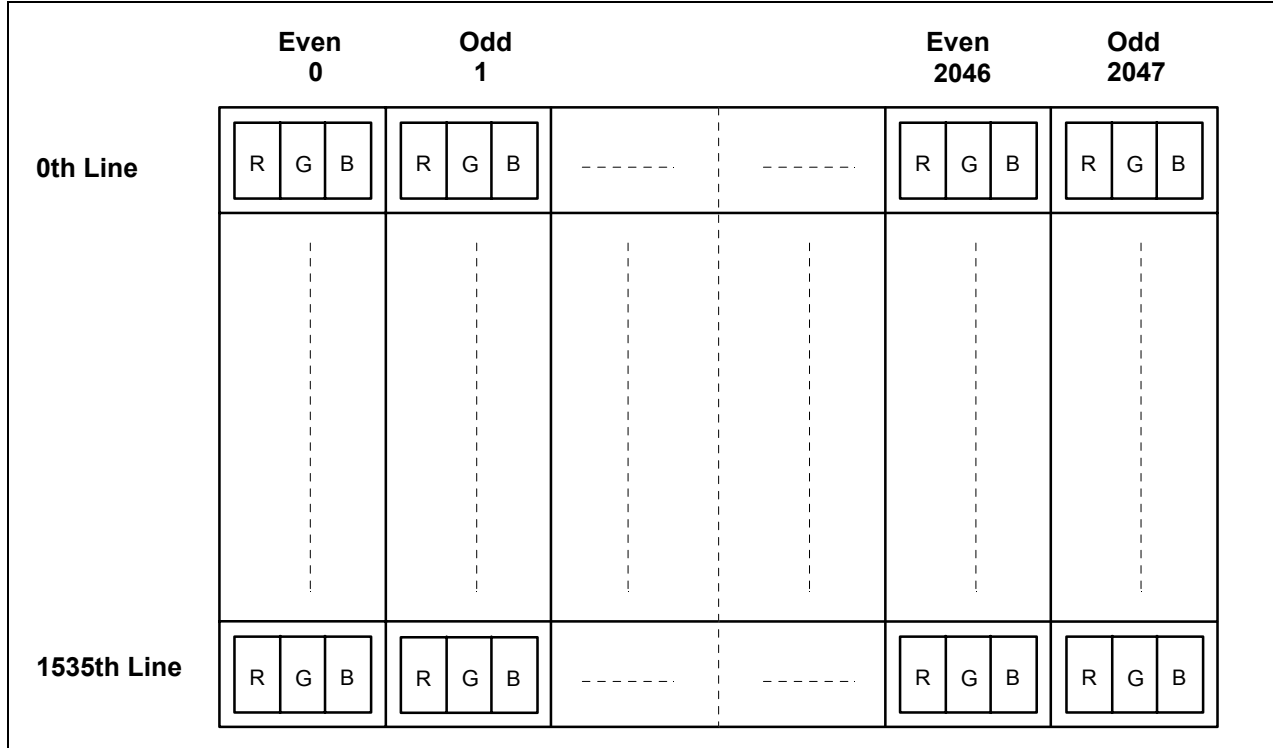 Even Odd Even Odd
0 1 2046 2047
0th Line R G B R G B R G B R G B
1535th Line R G B R G B R G B R G B